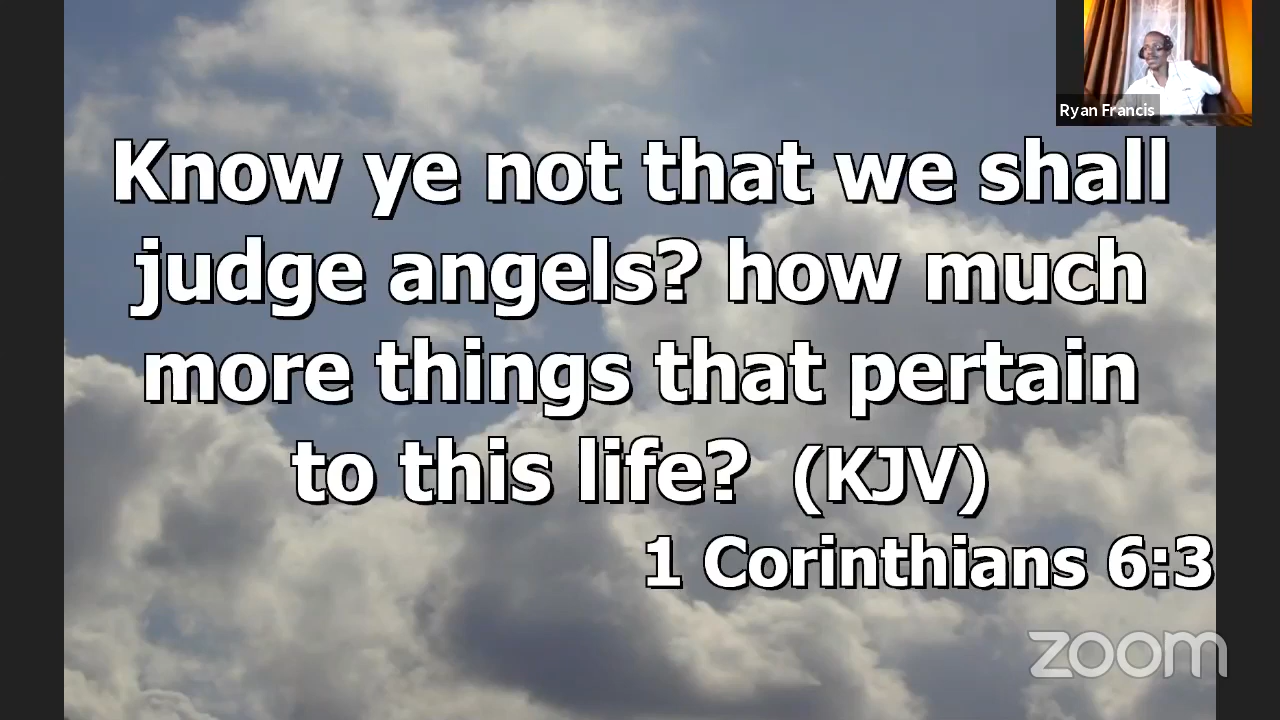 Ryan Francis
Know ye not that we shall
judge angels? how much
more things that pertain
to this life? (KJV)
1 Corinthians 6:3
zoom